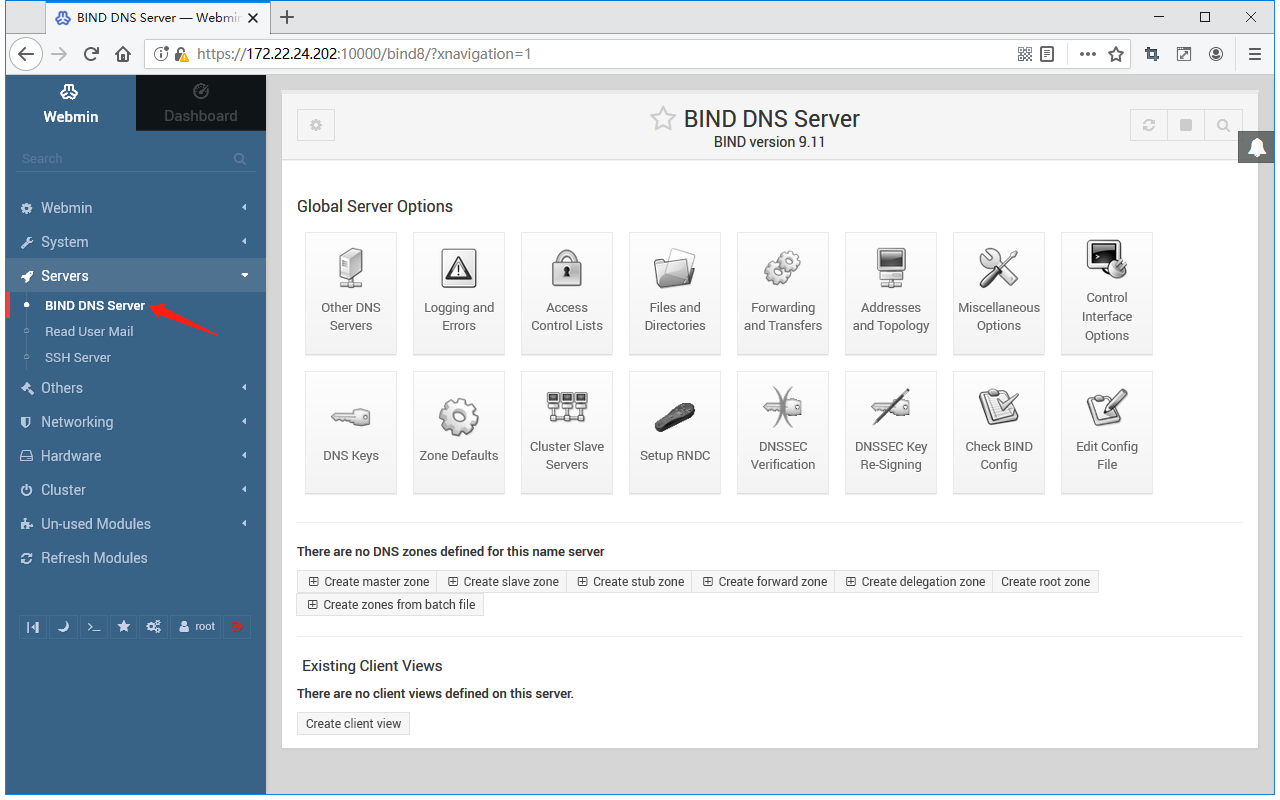 BIND DNS Server — Webmin
https://172.22.24.202:10000/bind8/?xnavigation=1
Webmin
Dashboard
Search
Webmin
System
Servers
BIND DNS Server
Read User Mail
SSH Server
Others
Networking
Hardware
Cluster
Un-used Modules
Refresh Modules
root
BIND DNS Server
BIND version 9.11
Global Server Options
Other DNS
Servers
Logging and
Errors
Access
Control Lists
Files and
Directories
Forwarding
and Transfers
Addresses
and Topology
Miscellaneous
Options
Control
Interface
Options
DNS Keys
Zone Defaults
Cluster Slave
Servers
Setup RNDC
DNSSEC
Verification
DNSSEC Key
Re-Signing
Check BIND
Config
Edit Config
File
There are no DNS zones defined for this name server
Create master zone Create slave zone Create stub zone Create forward zone Create delegation zone Create root zone
Create zones from batch file
Existing Client Views
There are no client views defined on this server.
Create client view